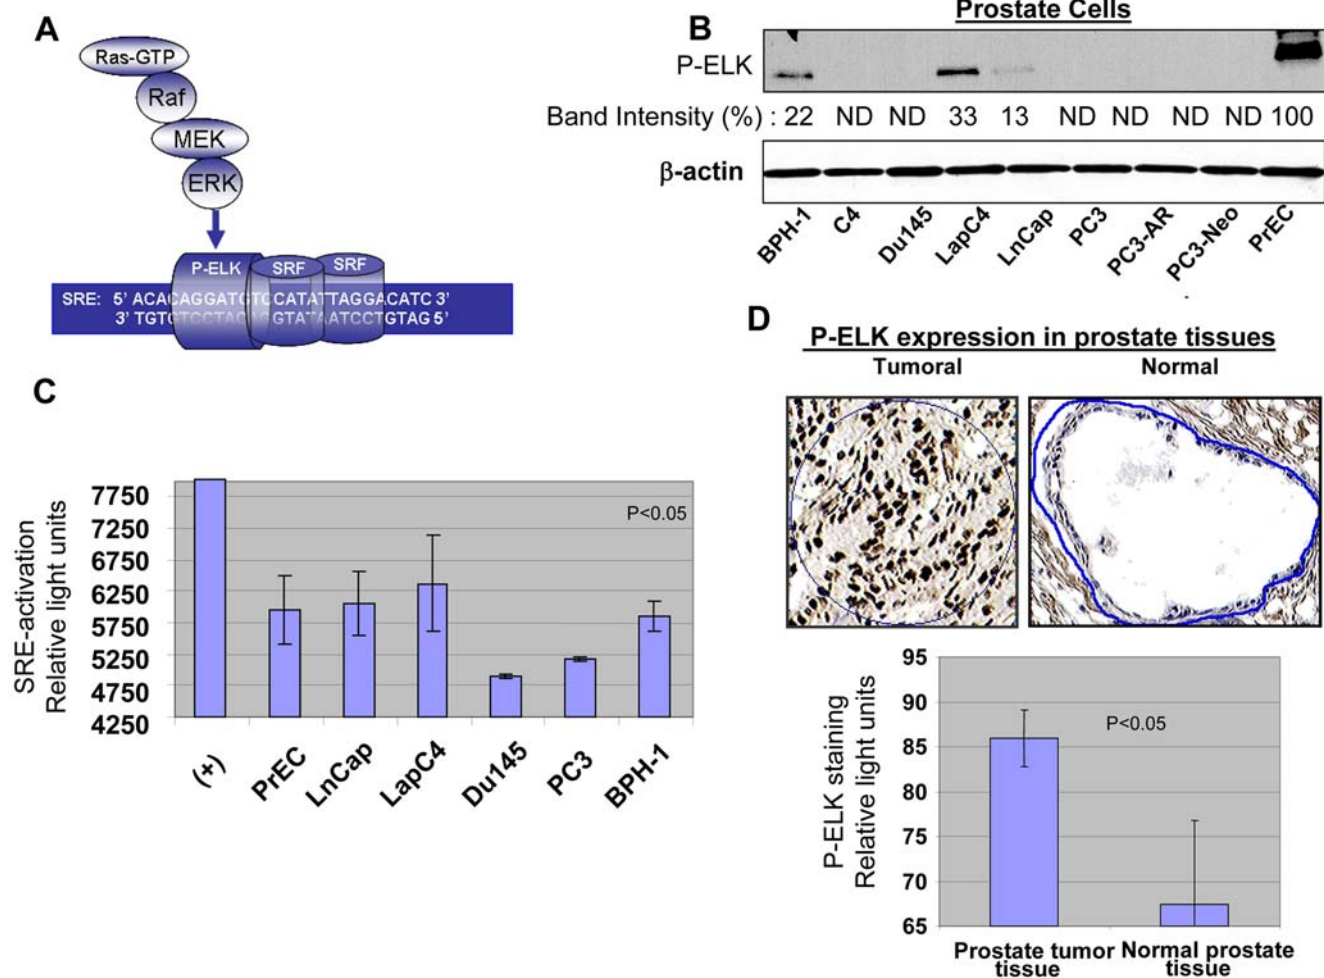 A
Ras-GTP
Raf
MEK
ERK
P-ELK SRF SRF
SRE: 5' ACACAGGATGTCCATATTAGGACATC 3'
3' TGTGTCCTACAGGTATAATCCTGTAG 5'
B
Prostate Cells
P-ELK
Band Intensity (%) : 22 ND ND 33 13 ND ND ND ND 100
β-actin
BPH-1 C4 Du145 LapC4 LnCap PC3 PC3-AR PC3-Neo PrEC
C
SRE-activation
Relative light units
7750
7250
6750
6250
5750
5250
4750
4250
P<0.05
(+) PrEC LnCap LapC4 Du145 PC3 BPH-1
D
P-ELK expression in prostate tissues
Tumoral Normal
P-ELK staining
Relative light units
95
90
85
80
75
70
65
P<0.05
Prostate tumor Normal prostate
tissue tissue